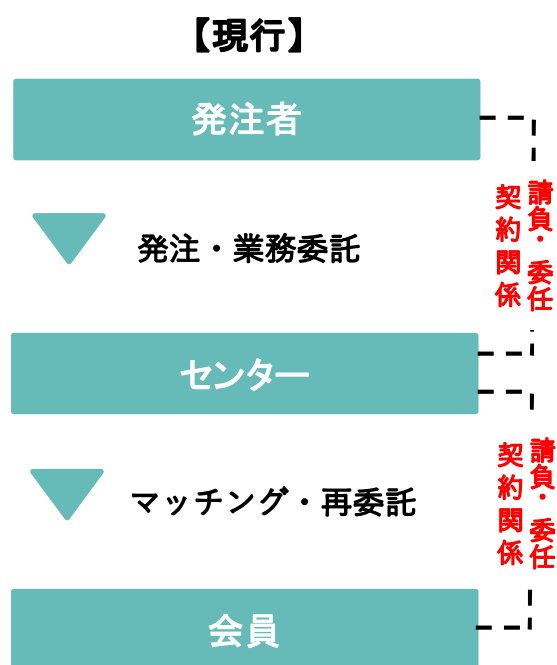 【現行】
発注者
請負・委任
契約関係
発注・業務委託
センター
請負・委任
契約関係
マッチング・再委託
会員